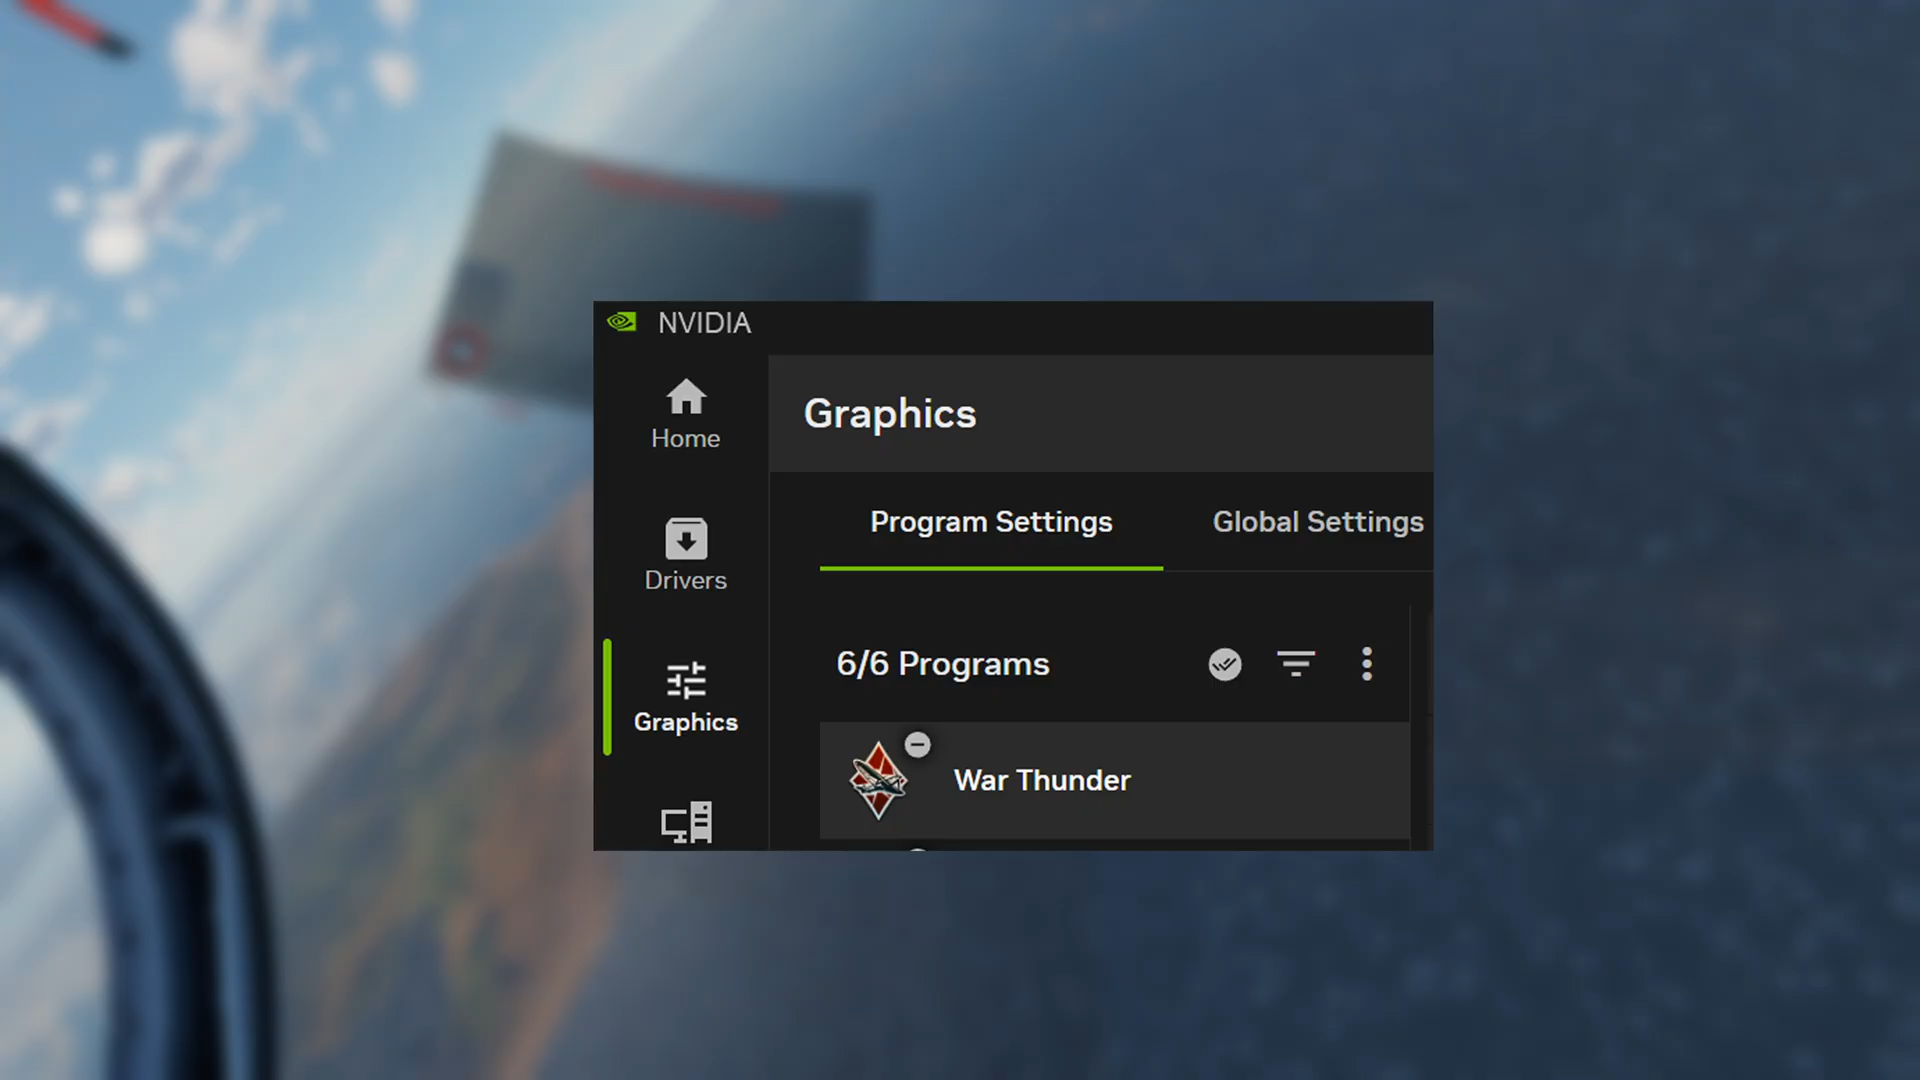 NVIDIA
Home
Graphics
Drivers
Program Settings
Global Settings
Graphics
6/6 Programs
War Thunder